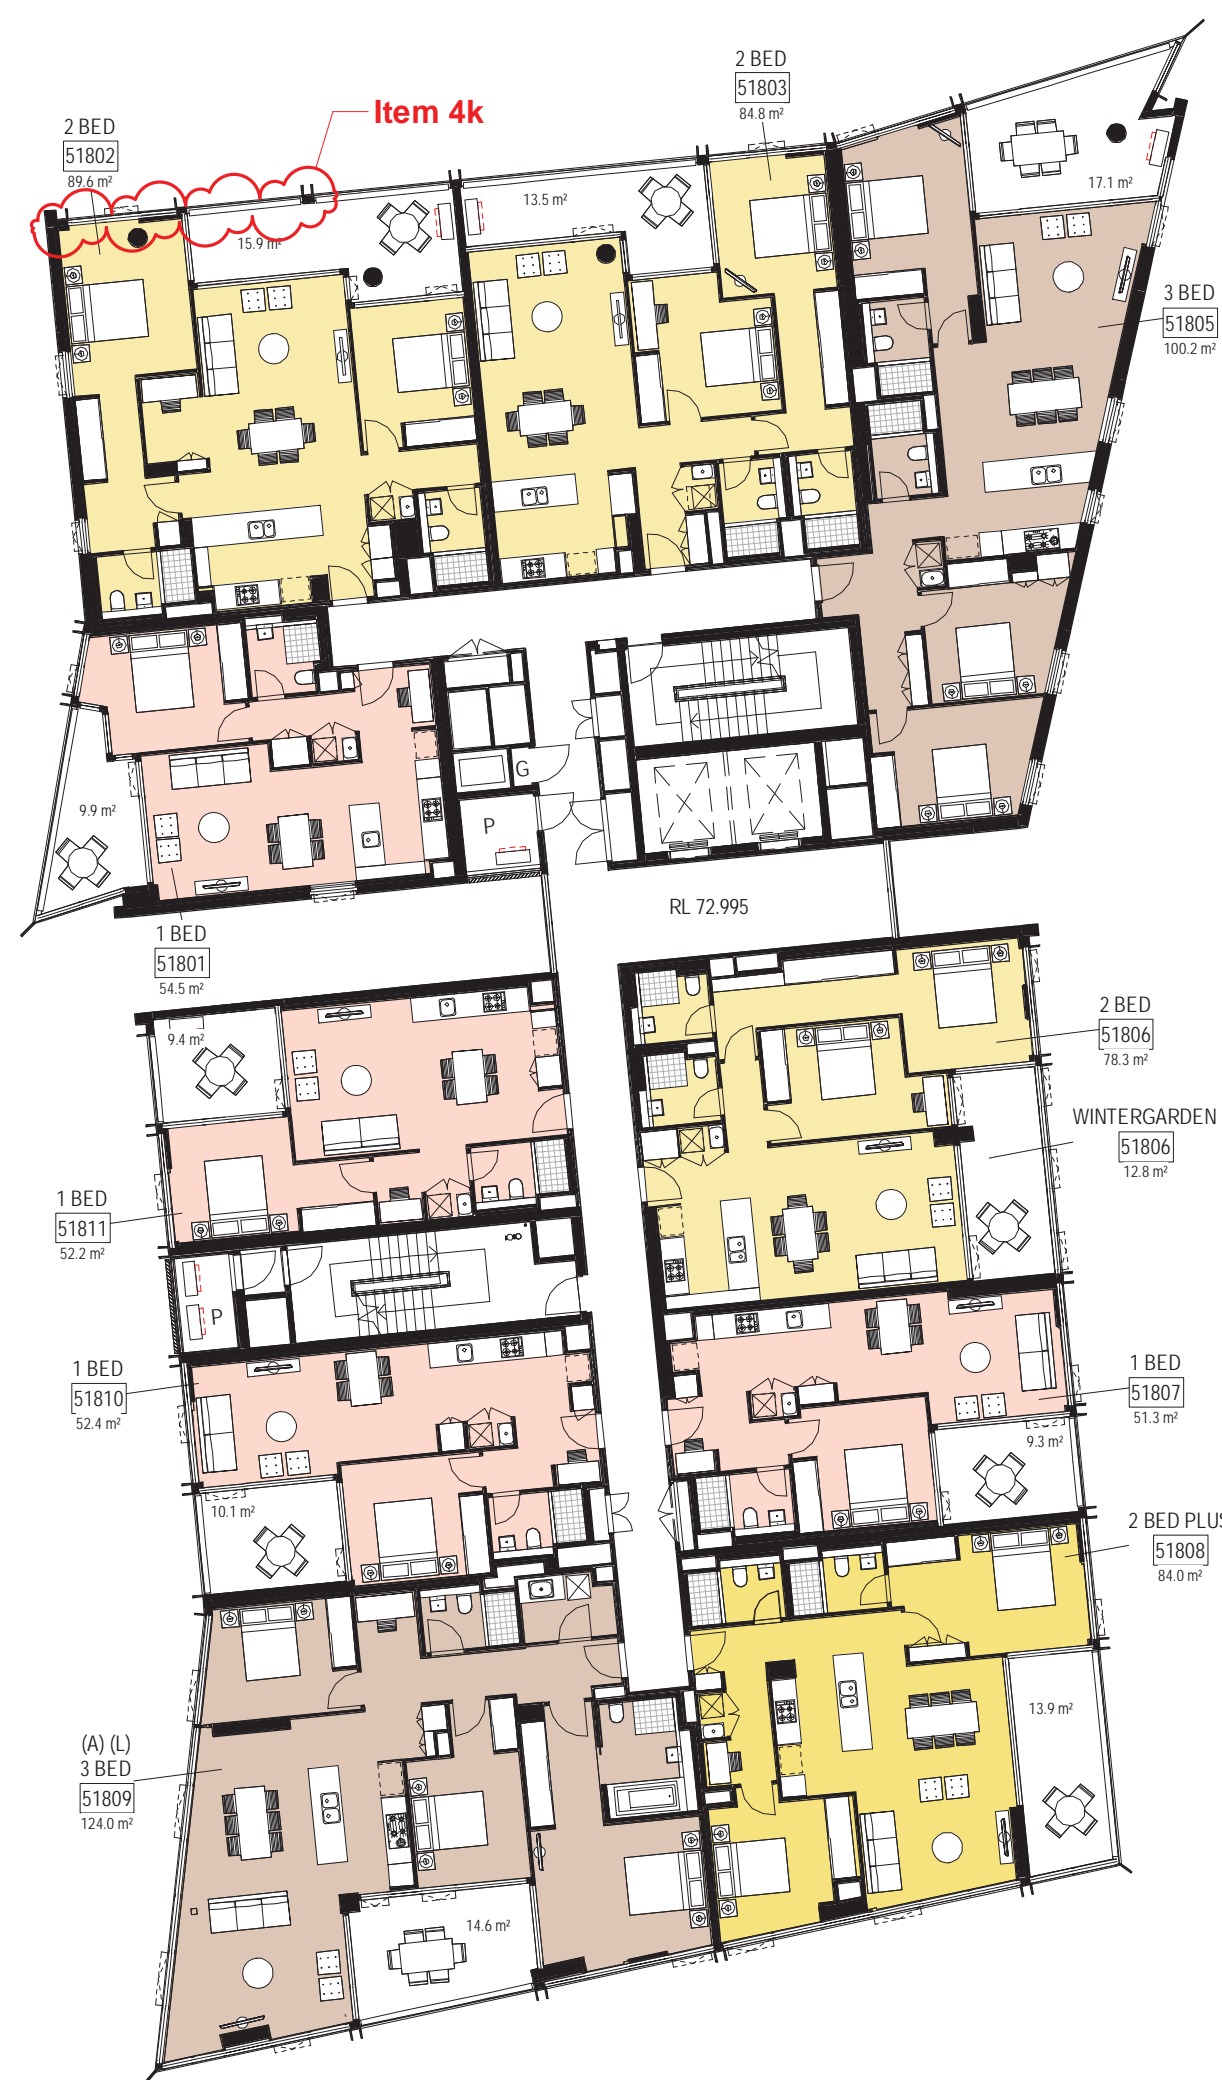 2 BED
51803
84.8 m²
Item 4k
2 BED
51802
89.6 m²
17.1 m²
13.5 m²
15.9 m²
3 BED
51805
100.2 m²
G
9.9 m²
P
RL 72.995
1 BED
51801
54.5 m²
2 BED
51806
78.3 m²
9.4 m²
WINTERGARDEN
51806
12.8 m²
1 BED
51811
52.2 m²
P
1 BED
51810
52.4 m²
1 BED
51807
51.3 m²
9.3 m²
10.1 m²
2 BED PLUS
51808
84.0 m²
13.9 m²
(A) (L)
3 BED
51809
124.0 m²
14.6 m²